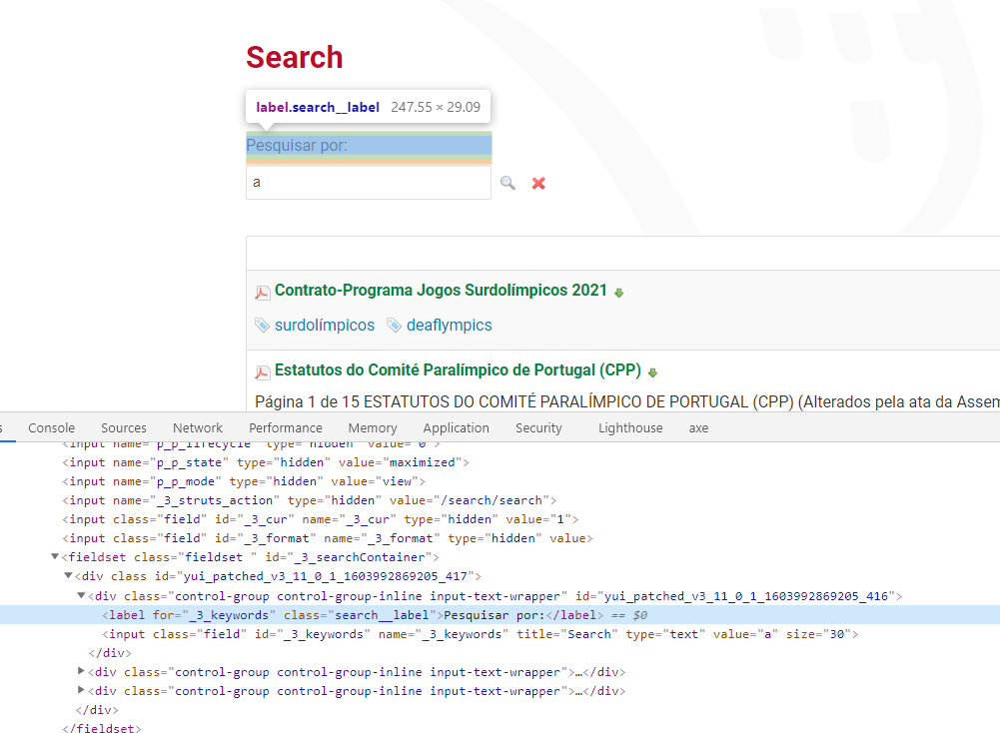 Search
label.search__label 247.55 × 29.09
Pesquisar por:
a
Contrato-Programa Jogos Surdolímpicos 2021
surdolímpicos deaflympics
Estatutos do Comité Paralímpico de Portugal (CPP)
Página 1 de 15 ESTATUTOS DO COMITÉ PARALÍMPICO DE PORTUGAL (CPP) (Alterados pela ata da Assem
s Console Sources Network Performance Memory Application Security Lighthouse axe
<input name="p_p_lifecycle" type="hidden" value="0">
<input name="p_p_state" type="hidden" value="maximized">
<input name="p_p_mode" type="hidden" value="view">
<input name="_3_struts_action" type="hidden" value="/search/search">
<input class="field" id="_3_cur" name="_3_cur" type="hidden" value="1">
<input class="field" id="_3_format" name="_3_format" type="hidden" value>
<fieldset class="fieldset " id="_3_searchContainer">
<div class id="yui_patched_v3_11_0_1_1603992869205_417">
<div class="control-group control-group-inline input-text-wrapper" id="yui_patched_v3_11_0_1_1603992869205_416">
<label for="_3_keywords" class="search__label">Pesquisar por:</label> == $0
<input class="field" id="_3_keywords" name="_3_keywords" title="Search" type="text" value="a" size="30">
</div>
<div class="control-group control-group-inline input-text-wrapper">…</div>
<div class="control-group control-group-inline input-text-wrapper">…</div>
</div>
</fieldset>